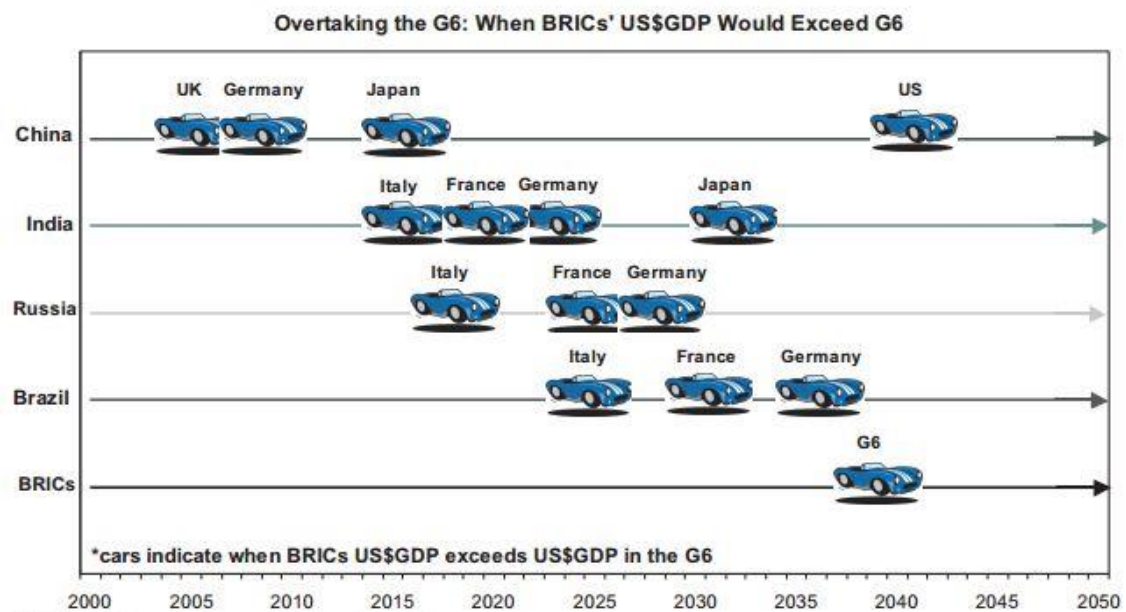 Overtaking the G6: When BRICs' US$GDP Would Exceed G6
UK Germany Japan US
China
Italy France Germany Japan
India
Italy France Germany
Russia
Italy France Germany
Brazil
G6
BRICs
*cars indicate when BRICs US$GDP exceeds US$GDP in the G6
2000 2005 2010 2015 2020 2025 2030 2035 2040 2045 2050